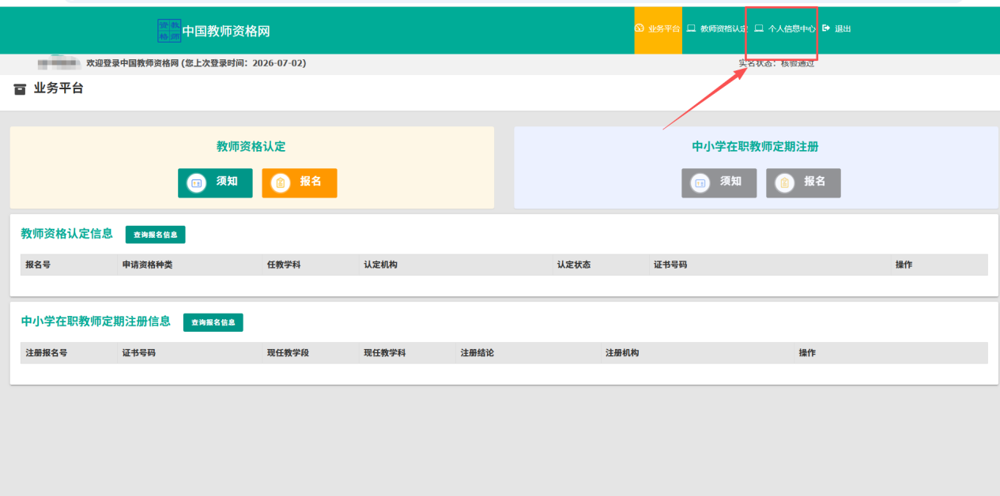 资教
格师
中国教师资格网
业务平台 教师资格认定 个人信息中心 退出
欢迎登录中国教师资格网 (您上次登录时间：2026-07-02)
实名状态：核验通过
业务平台
教师资格认定
须知 报名
中小学在职教师定期注册
须知 报名
教师资格认定信息 查询报名信息
报名号 申请资格种类 任教学科 认定机构 认定状态 证书号码 操作
中小学在职教师定期注册信息 查询报名信息
注册报名号 证书号码 现任教学段 现任教学科 注册结论 注册机构 操作